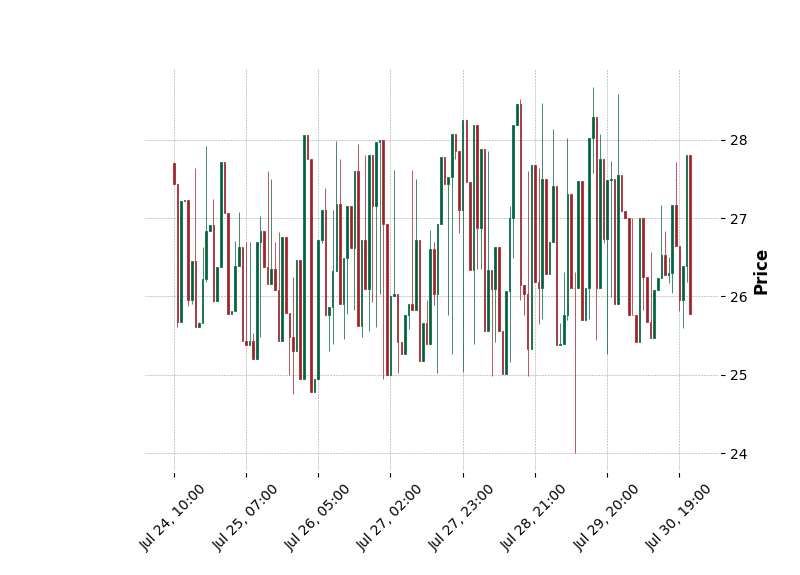 28
27
26
25
24
Price
Jul 24, 10:00
Jul 25, 07:00
Jul 26, 05:00
Jul 27, 02:00
Jul 27, 23:00
Jul 28, 21:00
Jul 29, 20:00
Jul 30, 19:00